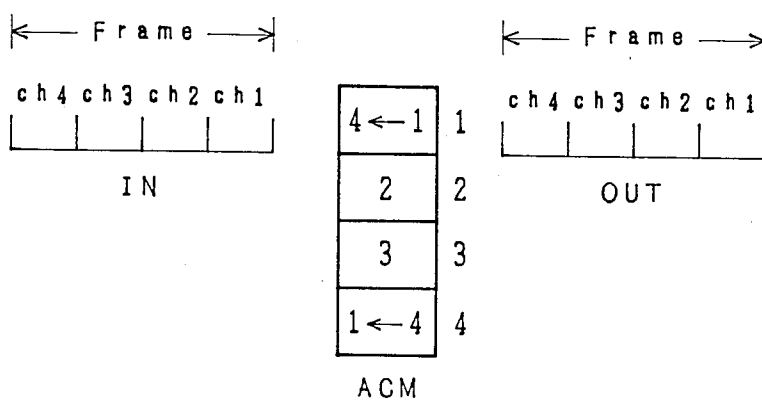 Frame
ch4 ch3 ch2 ch1
IN
4←1 1
2 2
3 3
1←4 4
ACM
Frame
ch4 ch3 ch2 ch1
OUT